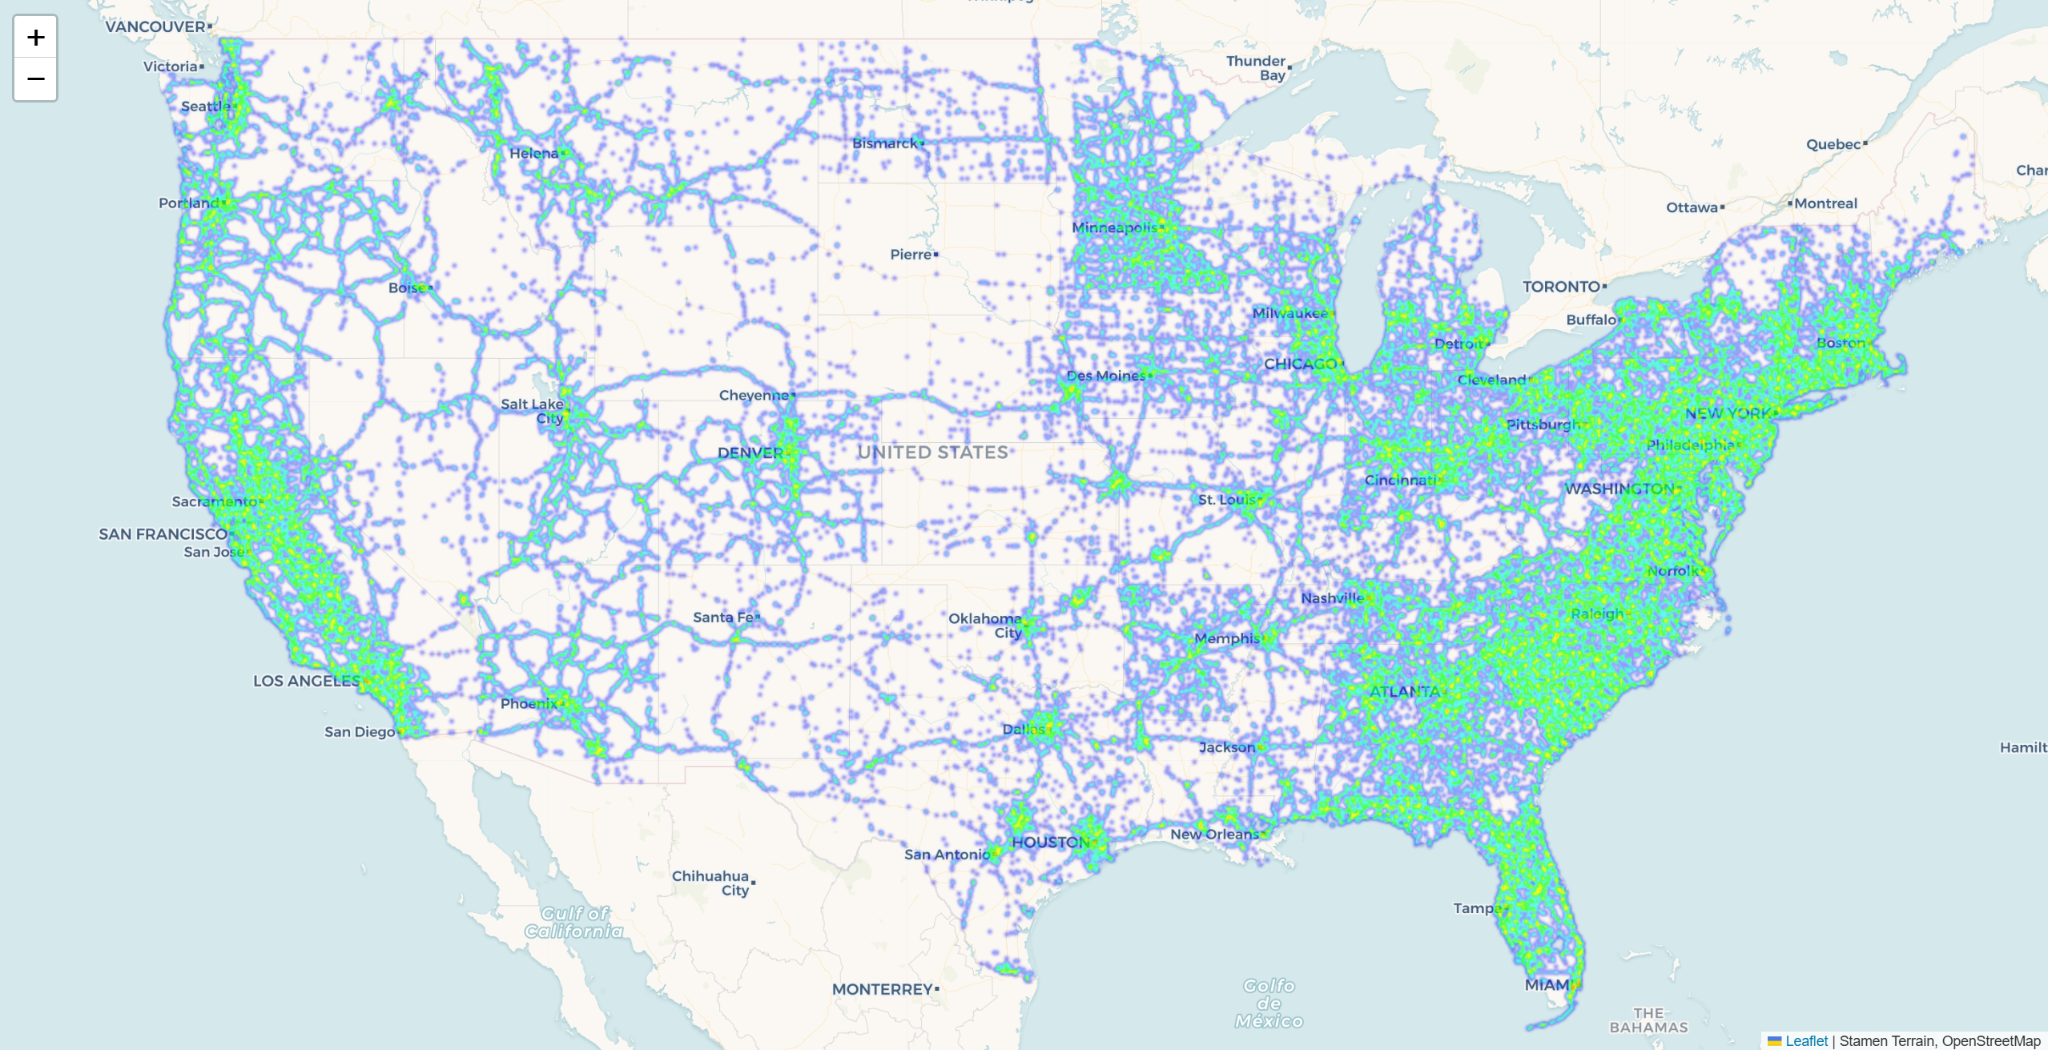 Winnipeg
+
−
VANCOUVER
Victoria
Seattle
Thunder
Bay
Quebec
Char
Helena
Bismarck
Portland
Ottawa
Montreal
Minneapolis
Pierre
Boise
TORONTO
Milwaukee
Buffalo
Detroit
Boston
CHICAGO
Des Moines
Cleveland
Cheyenne
Salt Lake
City
NEW YORK
Pittsburgh
Philadelphia
DENVER
UNITED STATES
Cincinnati
WASHINGTON
Sacramento
St. Louis
SAN FRANCISCO
San Jose
Norfolk
Nashville
Raleigh
Santa Fe
Oklahoma
City
Memphis
LOS ANGELES
ATLANTA
Phoenix
San Diego
Dallas
Jackson
Hamilt
New Orleans
HOUSTON
San Antonio
Chihuahua
City
Tampa
Gulf of
California
MONTERREY
MIAMI
Golfo
de
México
THE
BAHAMAS
Leaflet | Stamen Terrain, OpenStreetMap